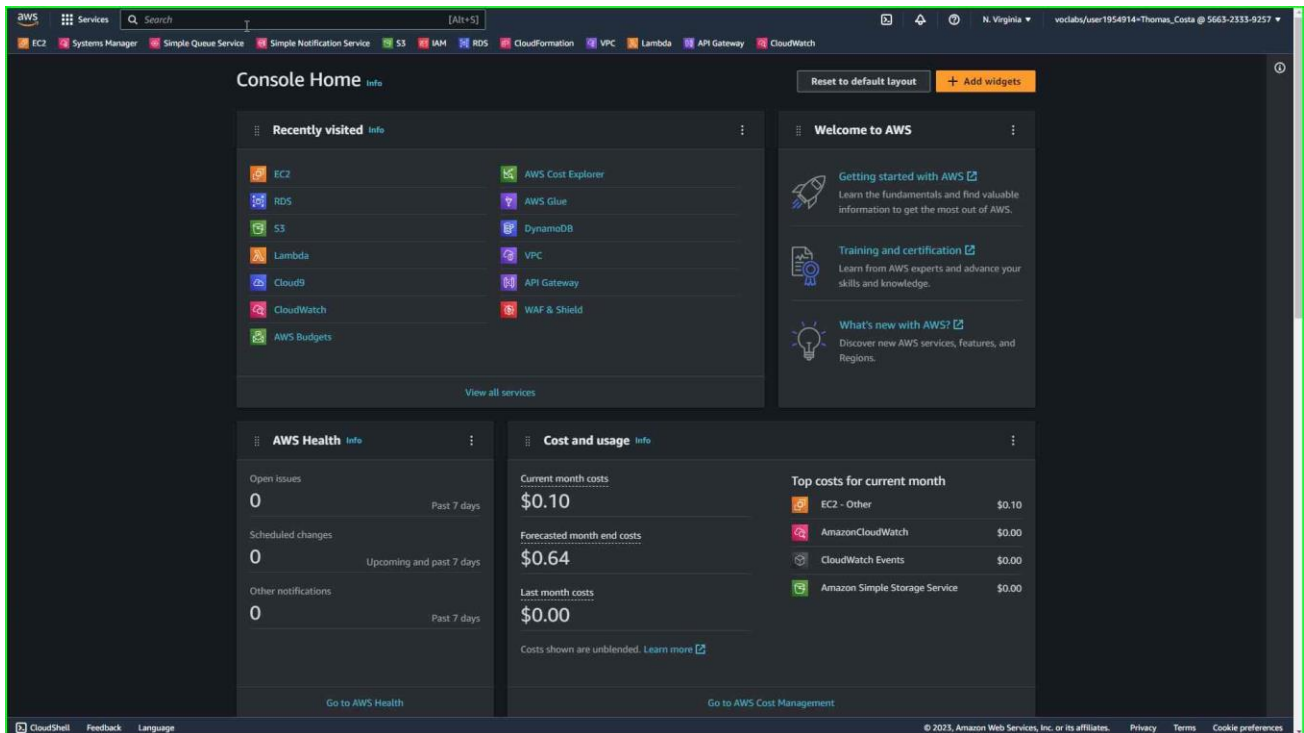 aws Services Search [Alt+S] N. Virginia voclabs/user1954914=Thomas_Costa @ 5663-2333-9257
EC2 Systems Manager Simple Queue Service Simple Notification Service S3 IAM RDS CloudFormation VPC Lambda API Gateway CloudWatch
Console Home Info
Reset to default layout + Add widgets
Recently visited Info
EC2
RDS
S3
Lambda
Cloud9
CloudWatch
AWS Budgets
AWS Cost Explorer
AWS Glue
DynamoDB
VPC
API Gateway
WAF & Shield
View all services
Welcome to AWS
Getting started with AWS
Learn the fundamentals and find valuable
information to get the most out of AWS.
Training and certification
Learn from AWS experts and advance your
skills and knowledge.
What's new with AWS?
Discover new AWS services, features, and
Regions.
AWS Health Info
Open issues
0 Past 7 days
Scheduled changes
0 Upcoming and past 7 days
Other notifications
0 Past 7 days
Go to AWS Health
Cost and usage Info
Current month costs
$0.10
Forecasted month end costs
$0.64
Last month costs
$0.00
Costs shown are unblended. Learn more
Top costs for current month
EC2 - Other $0.10
AmazonCloudWatch $0.00
CloudWatch Events $0.00
Amazon Simple Storage Service $0.00
Go to AWS Cost Management
CloudShell Feedback Language © 2023, Amazon Web Services, Inc. or its affiliates. Privacy Terms Cookie preferences